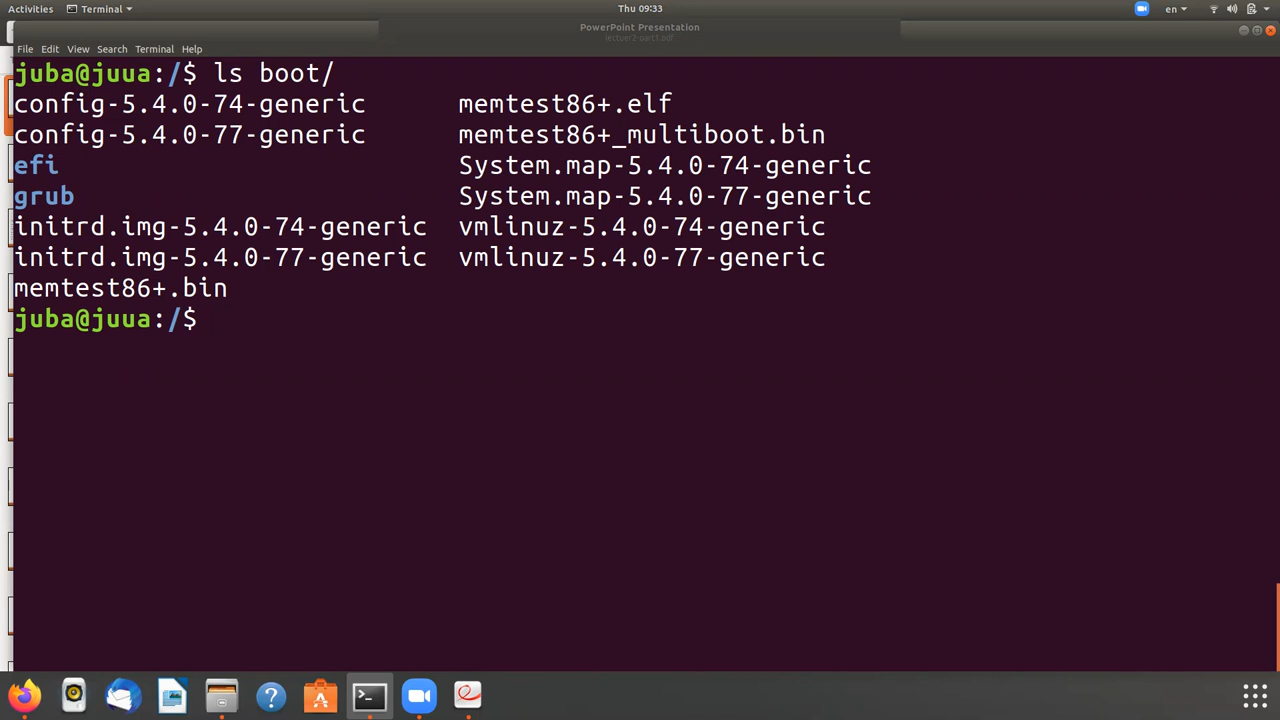 Activities Terminal Thu 09:33 en
PowerPoint Presentation
lectuer2-part1.pdf
File Edit View Search Terminal Help
juba@juua:/$ ls boot/
config-5.4.0-74-generic memtest86+.elf
config-5.4.0-77-generic memtest86+_multiboot.bin
efi System.map-5.4.0-74-generic
grub System.map-5.4.0-77-generic
initrd.img-5.4.0-74-generic vmlinuz-5.4.0-74-generic
initrd.img-5.4.0-77-generic vmlinuz-5.4.0-77-generic
memtest86+.bin
juba@juua:/$